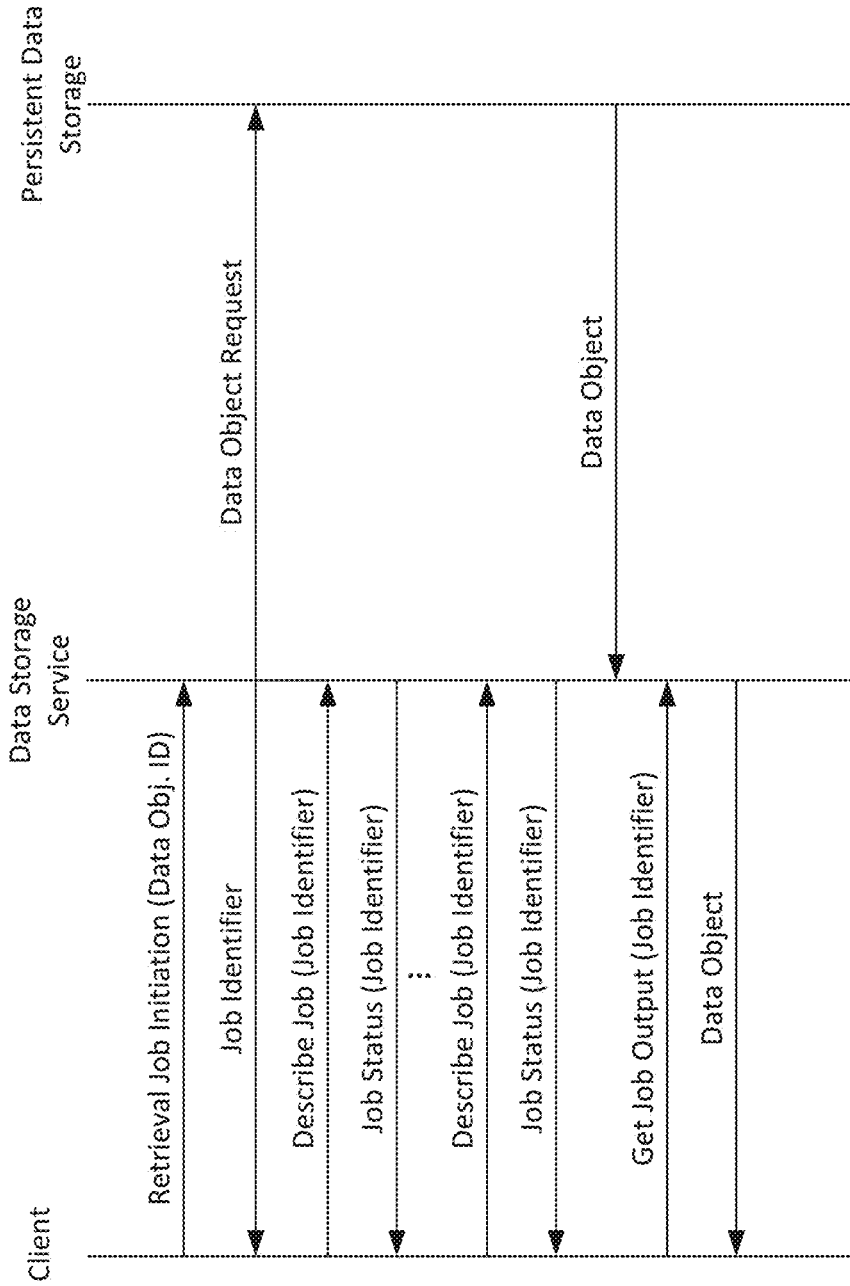 Client
Data Storage
Service
Persistent Data
Storage
Retrieval Job Initiation (Data Obj. ID)
Job Identifier
Data Object Request
Describe Job (Job Identifier)
Job Status (Job Identifier)
...
Describe Job (Job Identifier)
Job Status (Job Identifier)
Data Object
Get Job Output (Job Identifier)
Data Object